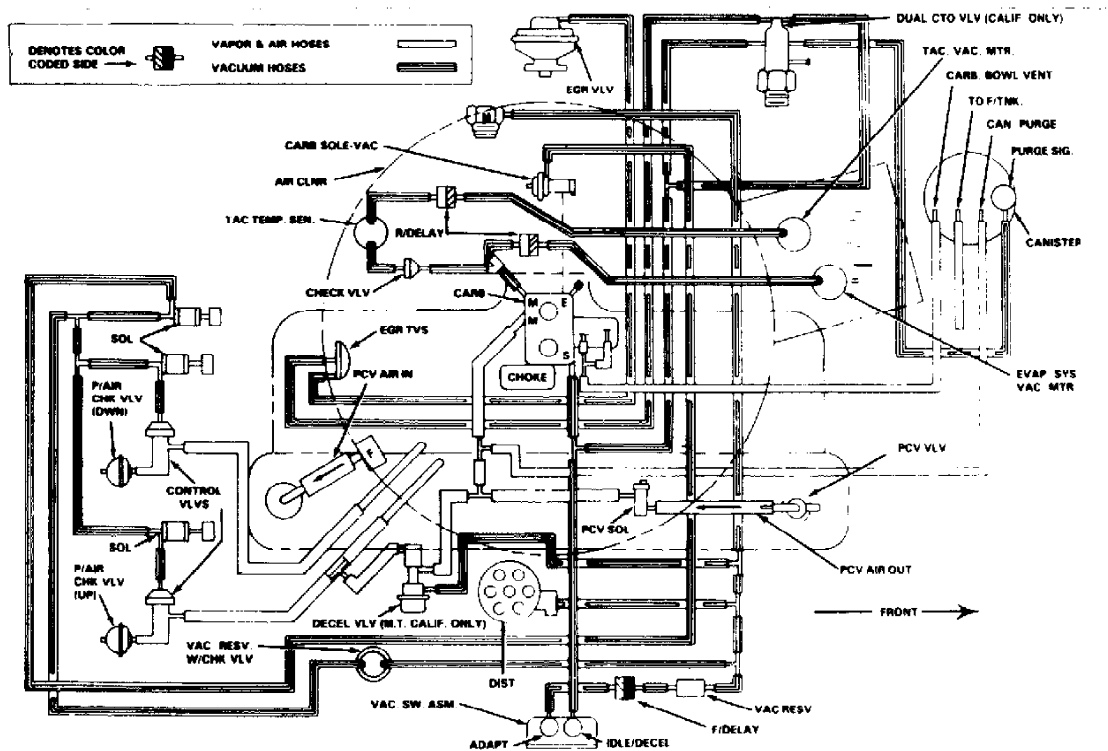 DENOTES COLOR
CODED SIDE
VAPOR & AIR HOSES
VACUUM HOSES
EGR VLV
DUAL CTO VLV (CALIF. ONLY)
TAC. VAC. MTR.
CARB. BOWL VENT
TO F/TNK.
CAN PURGE
PURGE SIG.
CANISTER
M
CARB SOLE-VAC
AIR CLNR
TAC TEMP. SEN.
R/DELAY
CHECK VLV
CARB
M
E
M
S
CHOKE
EVAP SYS
VAC MTR
SOL
EGR TVS
PCV AIR IN
P/AIR
CHK VLV
(DWN)
F
CONTROL
VLVS
SOL
P/AIR
CHK VLV
(UP)
PCV VLV
PCV SOL
PCV AIR OUT
FRONT
DECEL VLV (M.T. CALIF. ONLY)
VAC RESV.
W/CHK VLV
DIST
VAC SW. ASM
ADAPT
IDLE/DECEL
F/DELAY
VAC RESV